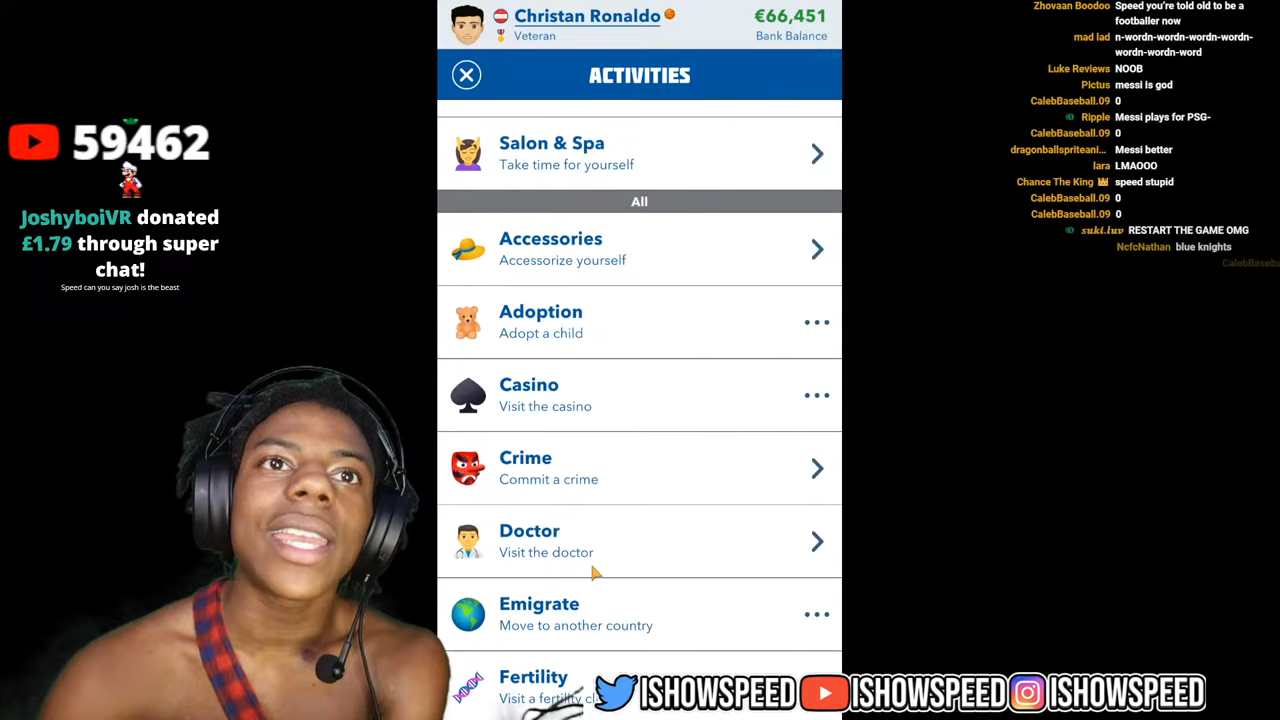 Christan Ronaldo
Veteran
€66,451
Bank Balance
ACTIVITIES
Salon & Spa
Take time for yourself
All
Accessories
Accessorize yourself
Adoption
Adopt a child
Casino
Visit the casino
Crime
Commit a crime
Doctor
Visit the doctor
Emigrate
Move to another country
Fertility
Visit a fertility
59462
JoshyboiVR donated
£1.79 through super
chat!
Speed can you say josh is the beast
Zhovaan Boodoo Speed you're told old to be a
footballer now
mad lad n-wordn-wordn-wordn-
wordn-wordn-word
Luke Reviews NOOB
Pictus messi is god
CalebBaseball.09 0
Ripple Messi plays for PSG-
CalebBaseball.09 0
dragonballspriteani... Messi better
lara LMAOOO
Chance The King speed stupid
CalebBaseball.09 0
CalebBaseball.09 0
suki.luv RESTART THE GAME OMG
NcfcNathan blue knights
CalebBaseba
ISHOWSPEED ISHOWSPEED ISHOWSPEED